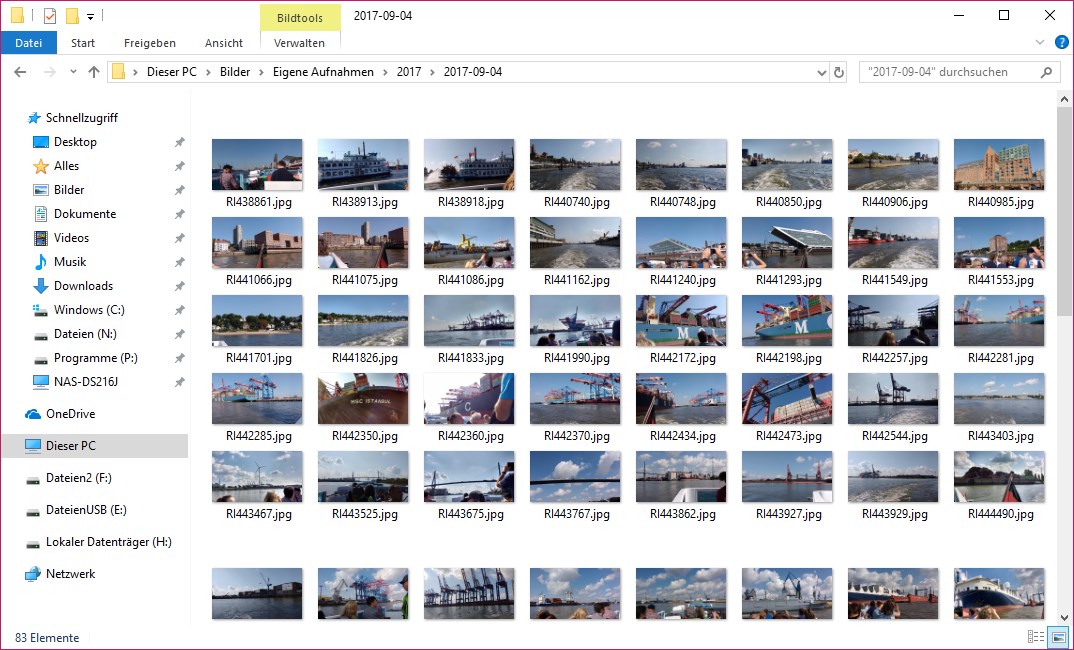 Bildtools 2017-09-04
Datei Start Freigeben Ansicht Verwalten
Dieser PC Bilder Eigene Aufnahmen 2017 2017-09-04 "2017-09-04" durchsuchen
Schnellzugriff
Desktop
Alles
Bilder
Dokumente
Videos
Musik
Downloads
Windows (C:)
Dateien (N:)
Programme (P:)
NAS-DS216J
OneDrive
Dieser PC
Dateien2 (F:)
DateienUSB (E:)
Lokaler Datenträger (H:)
Netzwerk
RI438861.jpg RI438913.jpg RI438918.jpg RI440740.jpg RI440748.jpg RI440850.jpg RI440906.jpg RI440985.jpg
RI441066.jpg RI441075.jpg RI441086.jpg RI441162.jpg RI441240.jpg RI441293.jpg RI441549.jpg RI441553.jpg
RI441701.jpg RI441826.jpg RI441833.jpg RI441990.jpg RI442172.jpg RI442198.jpg RI442257.jpg RI442281.jpg
RI442285.jpg RI442350.jpg RI442360.jpg RI442370.jpg RI442434.jpg RI442473.jpg RI442544.jpg RI443403.jpg
RI443467.jpg RI443525.jpg RI443675.jpg RI443767.jpg RI443862.jpg RI443927.jpg RI443929.jpg RI444490.jpg
83 Elemente